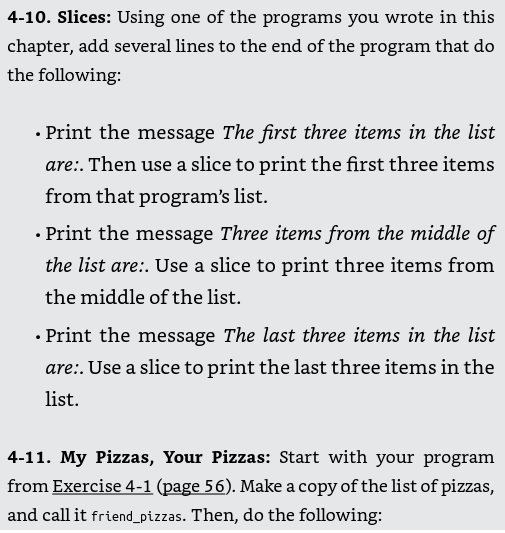 4-10. Slices: Using one of the programs you wrote in this
chapter, add several lines to the end of the program that do
the following:
• Print the message The first three items in the list
are:. Then use a slice to print the first three items
from that program’s list.
• Print the message Three items from the middle of
the list are:. Use a slice to print three items from
the middle of the list.
• Print the message The last three items in the list
are:. Use a slice to print the last three items in the
list.
4-11. My Pizzas, Your Pizzas: Start with your program
from Exercise 4-1 (page 56). Make a copy of the list of pizzas,
and call it friend_pizzas. Then, do the following: